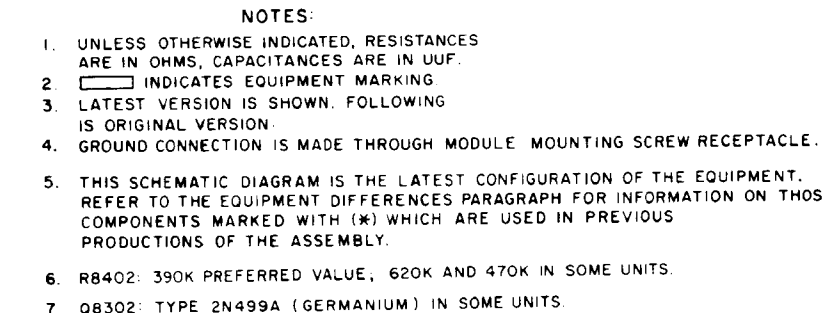 NOTES:
1. UNLESS OTHERWISE INDICATED, RESISTANCES
ARE IN OHMS, CAPACITANCES ARE IN UUF.
2. INDICATES EQUIPMENT MARKING.
3. LATEST VERSION IS SHOWN. FOLLOWING
IS ORIGINAL VERSION.
4. GROUND CONNECTION IS MADE THROUGH MODULE MOUNTING SCREW RECEPTACLE.
5. THIS SCHEMATIC DIAGRAM IS THE LATEST CONFIGURATION OF THE EQUIPMENT.
REFER TO THE EQUIPMENT DIFFERENCES PARAGRAPH FOR INFORMATION ON THOS
COMPONENTS MARKED WITH (*) WHICH ARE USED IN PREVIOUS
PRODUCTIONS OF THE ASSEMBLY.
6. R8402: 390K PREFERRED VALUE; 620K AND 470K IN SOME UNITS.
7 Q8302: TYPE 2N499A (GERMANIUM) IN SOME UNITS.